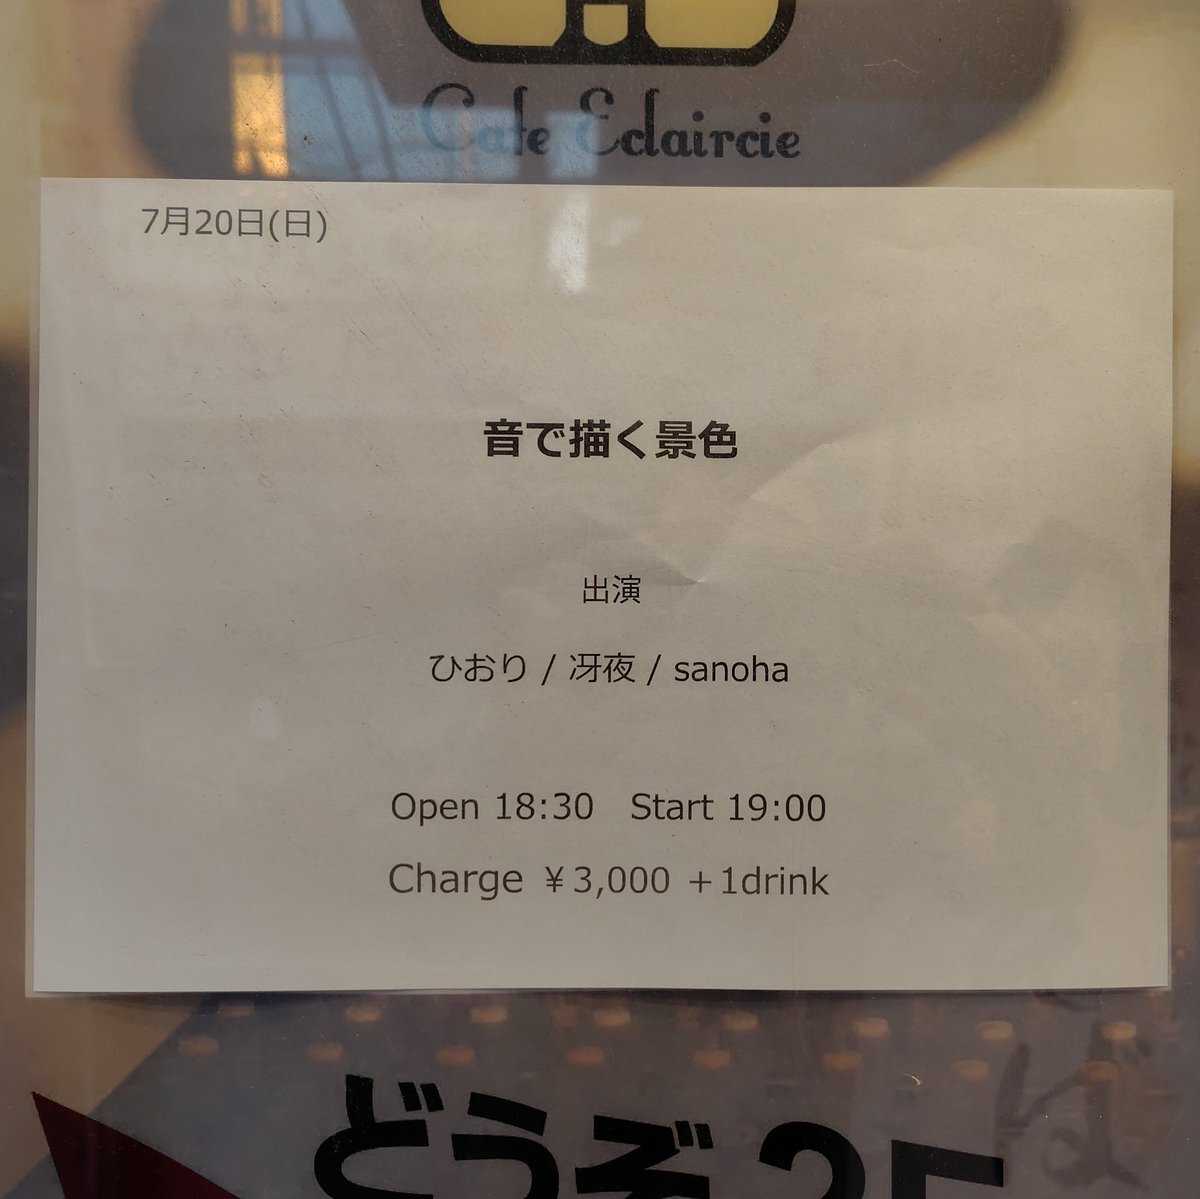 Cafe Eclaircie
7月20日(日)
音で描く景色
出演
ひおり / 冴夜 / sanoha
Open 18:30　Start 19:00
Charge ￥3,000 ＋1drink
どうぞ